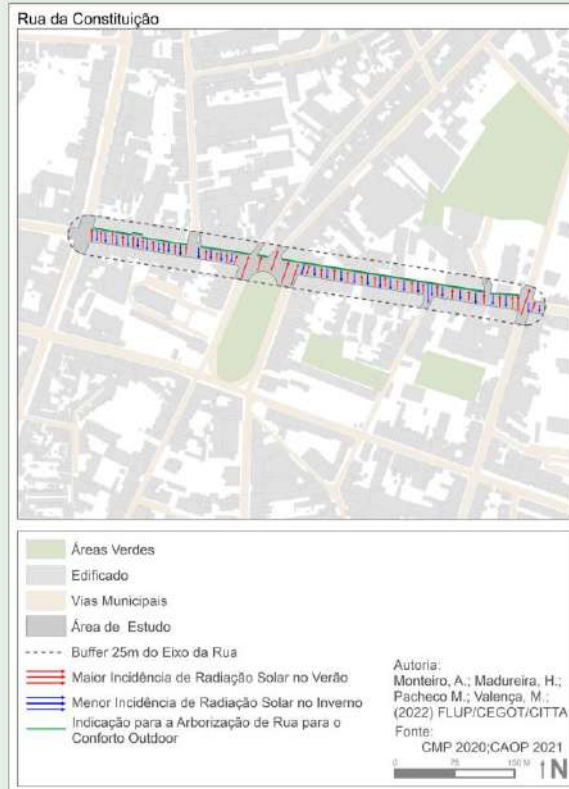 Rua da Constituição
Áreas Verdes
Edificado
Vias Municipais
Área de Estudo
Buffer 25m do Eixo da Rua
Maior Incidência de Radiação Solar no Verão
Menor Incidência de Radiação Solar no Inverno
Indicação para a Arborização de Rua para o
Conforto Outdoor
Autoria:
Monteiro, A.; Madureira, H.;
Pacheco M.; Valença, M.;
(2022) FLUP/CEGOT/CITTA
Fonte:
CMP 2020;CAOP 2021
0 75 150 M N